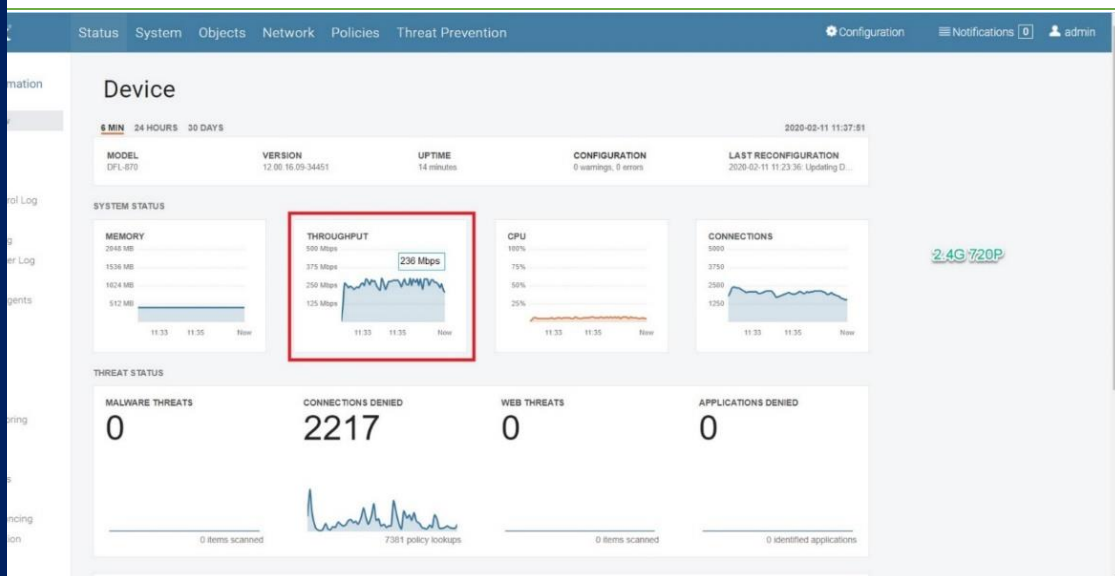 Status System Objects Network Policies Threat Prevention Configuration Notifications 0 admin
mation
Device
6 MIN 24 HOURS 30 DAYS 2020-02-11 11:37:51
MODEL VERSION UPTIME CONFIGURATION LAST RECONFIGURATION
DFL-870 12.00.16.09-34451 14 minutes 0 warnings, 0 errors 2020-02-11 11:23:36: Updating D...
rol Log
SYSTEM STATUS
MEMORY THROUGHPUT CPU CONNECTIONS
g
2048 MB 500 Mbps 100% 5000
er Log
236 Mbps
2.4G 720P
1536 MB 375 Mbps 75% 3750
1024 MB 250 Mbps 50% 2500
gents
512 MB 125 Mbps 25% 1250
11:33 11:35 Now 11:33 11:35 Now 11:33 11:35 Now 11:33 11:35 Now
THREAT STATUS
MALWARE THREATS CONNECTIONS DENIED WEB THREATS APPLICATIONS DENIED
oring
0 2217 0 0
s
ncing
ion
0 items scanned 7381 policy lookups 0 items scanned 0 identified applications